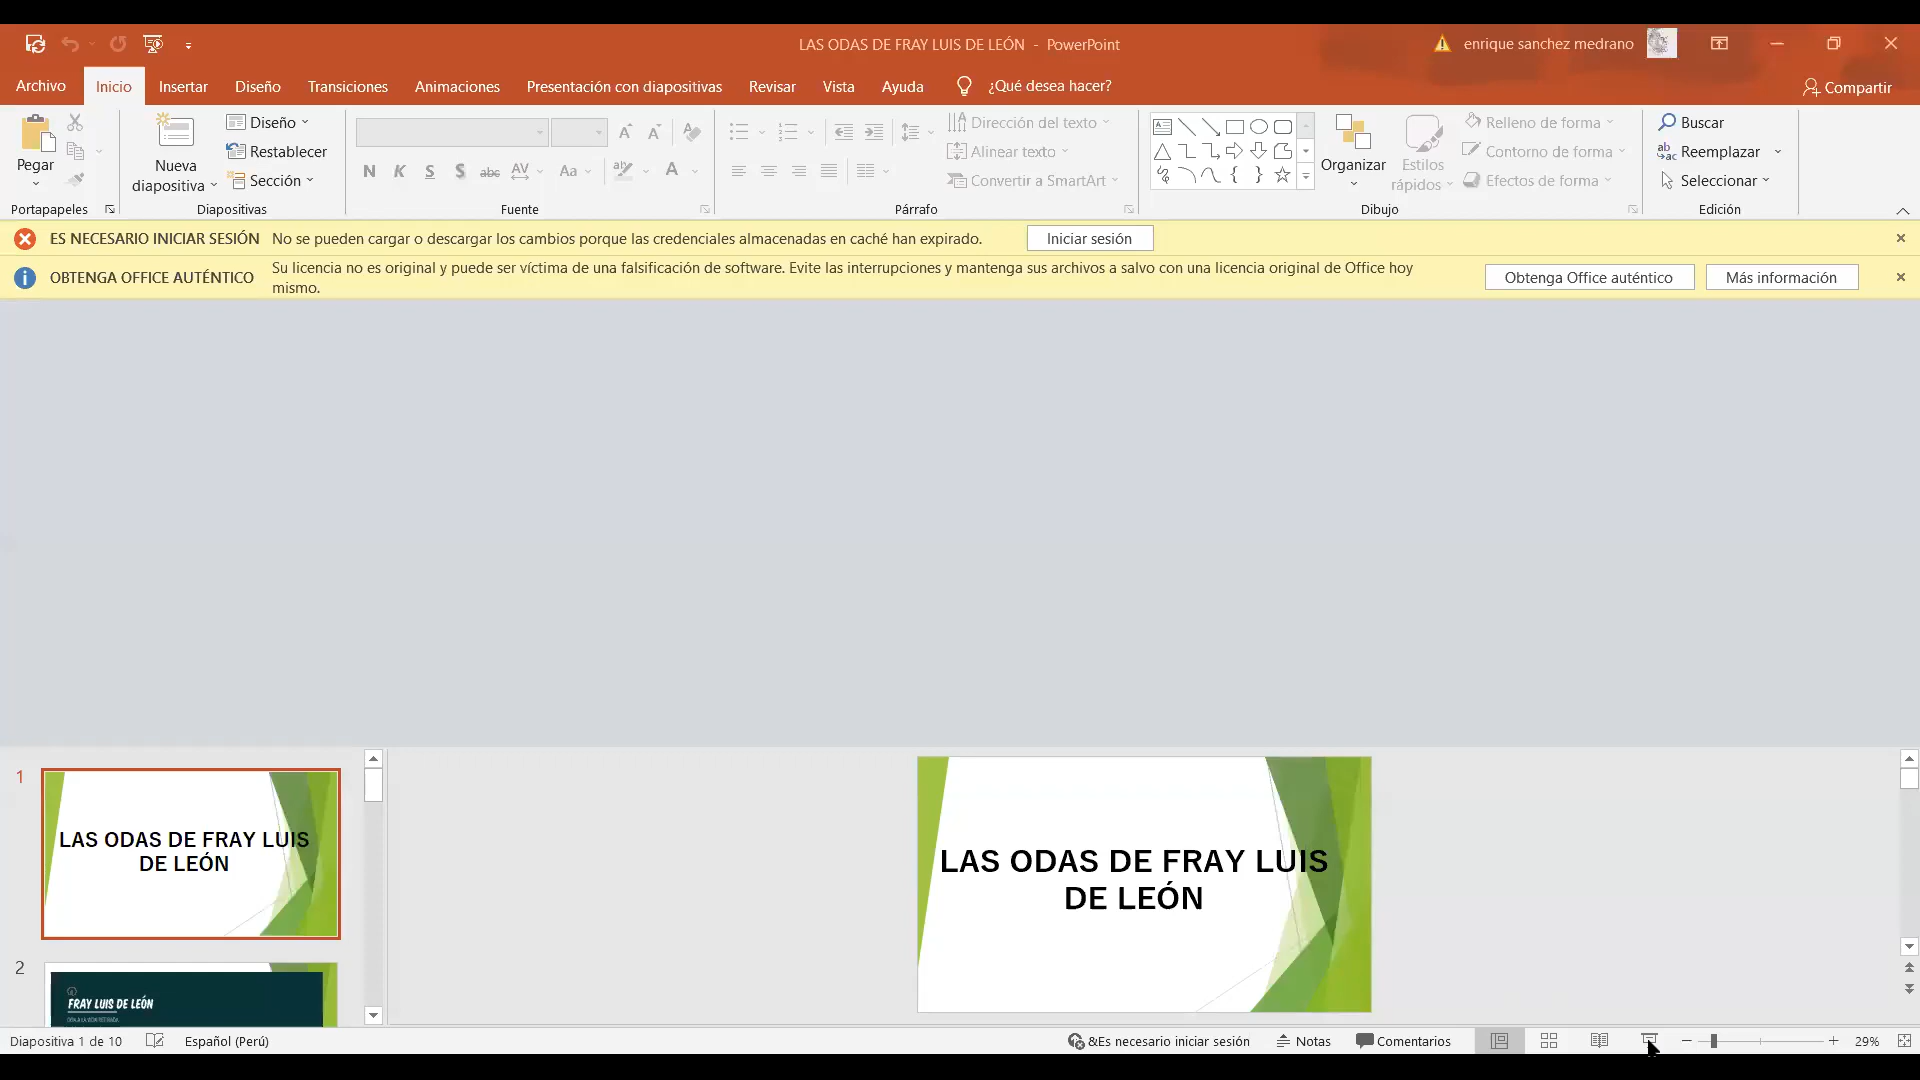 LAS ODAS DE FRAY LUIS DE LEÓN - PowerPoint
enrique sanchez medrano
Archivo Inicio Insertar Diseño Transiciones Animaciones Presentación con diapositivas Revisar Vista Ayuda ¿Qué desea hacer? Compartir
Pegar
Portapapeles
Nueva
diapositiva
Diseño
Restablecer
Sección
Diapositivas
N K S S abc AV Aa A
Fuente
Dirección del texto
Alinear texto
Convertir a SmartArt
Párrafo
Organizar
Estilos
rápidos
Relleno de forma
Contorno de forma
Efectos de forma
Dibujo
Buscar
Reemplazar
Seleccionar
Edición
ES NECESARIO INICIAR SESIÓN No se pueden cargar o descargar los cambios porque las credenciales almacenadas en caché han expirado. Iniciar sesión
OBTENGA OFFICE AUTÉNTICO Su licencia no es original y puede ser víctima de una falsificación de software. Evite las interrupciones y mantenga sus archivos a salvo con una licencia original de Office hoy
mismo.
Obtenga Office auténtico Más información
1
LAS ODAS DE FRAY LUIS
DE LEÓN
2
FRAY LUIS DE LEÓN
LAS ODAS DE FRAY LUIS
DE LEÓN
Diapositiva 1 de 10 Español (Perú) &Es necesario iniciar sesión Notas Comentarios 29%